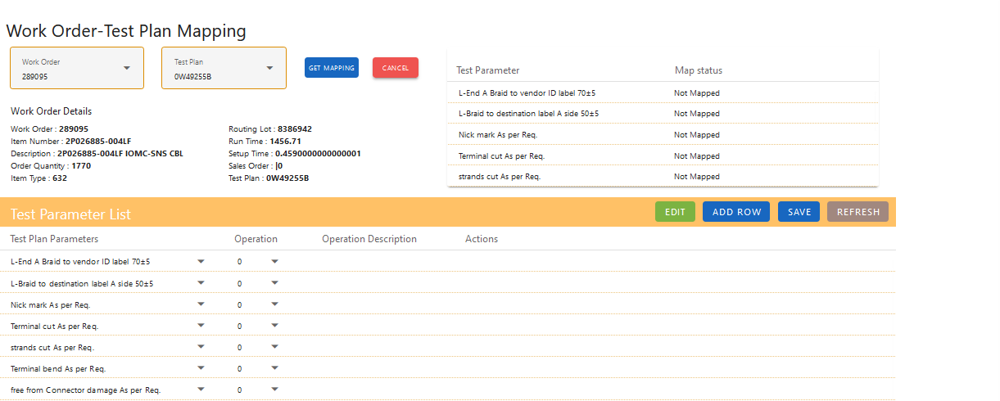 Work Order-Test Plan Mapping
Work Order
289095
Test Plan
0W49255B
GET MAPPING
CANCEL
Test Parameter Map status
L-End A Braid to vendor ID label 70±5 Not Mapped
L-Braid to destination label A side 50±5 Not Mapped
Nick mark As per Req. Not Mapped
Terminal cut As per Req. Not Mapped
strands cut As per Req. Not Mapped
Work Order Details
Work Order : 289095 Routing Lot : 8386942
Item Number : 2P026885-004LF Run Time : 1456.71
Description : 2P026885-004LF IOMC-SNS CBL Setup Time : 0.4590000000000001
Order Quantity : 1770 Sales Order : |0
Item Type : 632 Test Plan : 0W49255B
Test Parameter List EDIT ADD ROW SAVE REFRESH
Test Plan Parameters Operation Operation Description Actions
L-End A Braid to vendor ID label 70±5 0
L-Braid to destination label A side 50±5 0
Nick mark As per Req. 0
Terminal cut As per Req. 0
strands cut As per Req. 0
Terminal bend As per Req. 0
free from Connector damage As per Req. 0